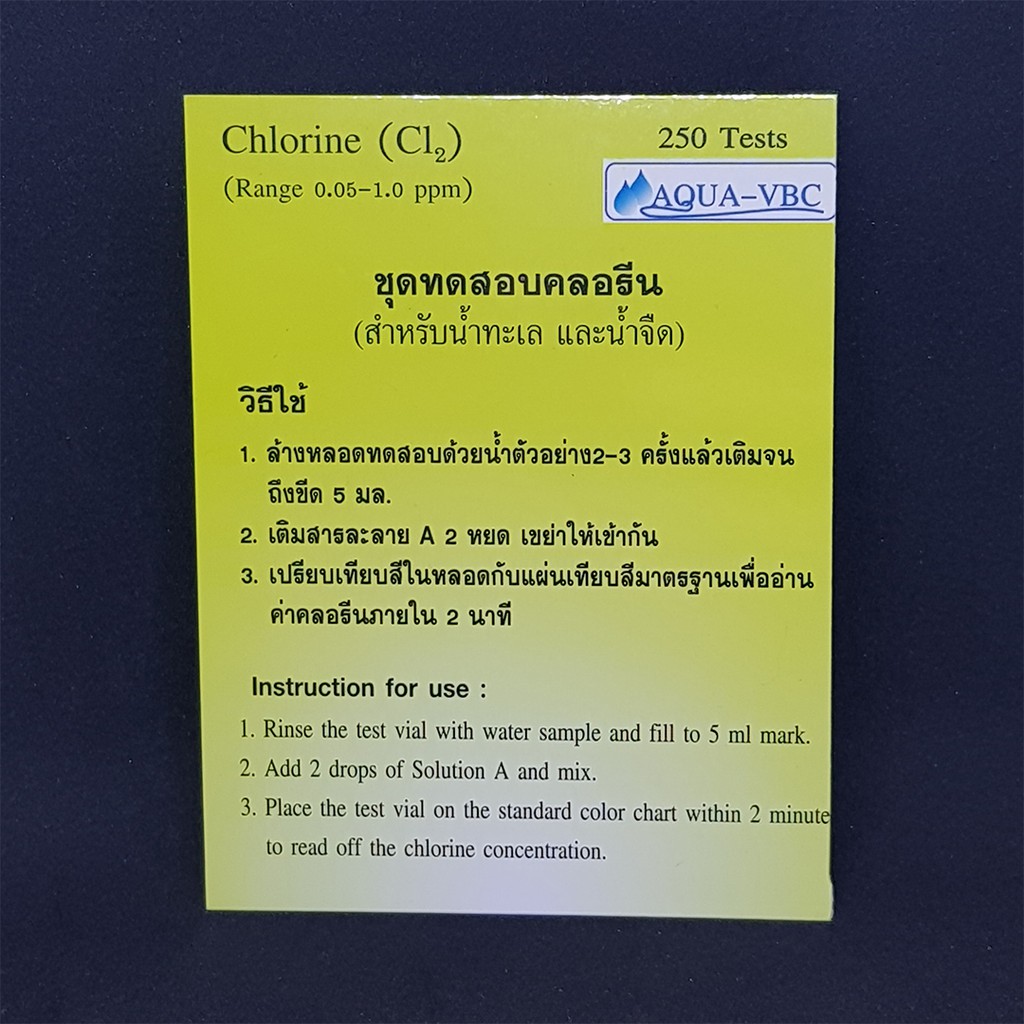 Chlorine (Cl₂)
250 Tests
(Range 0.05-1.0 ppm)
AQUA-VBC
ชุดทดสอบคลอรีน
(สำหรับน้ำทะเล และน้ำจืด)
วิธีใช้
1. ล้างหลอดทดสอบด้วยน้ำตัวอย่าง2-3 ครั้งแล้วเติมจน
ถึงขีด 5 มล.
2. เติมสารละลาย A 2 หยด เขย่าให้เข้ากัน
3. เปรียบเทียบสีในหลอดกับแผ่นเทียบสีมาตรฐานเพื่ออ่าน
ค่าคลอรีนภายใน 2 นาที
Instruction for use :
1. Rinse the test vial with water sample and fill to 5 ml mark.
2. Add 2 drops of Solution A and mix.
3. Place the test vial on the standard color chart within 2 minute
to read off the chlorine concentration.